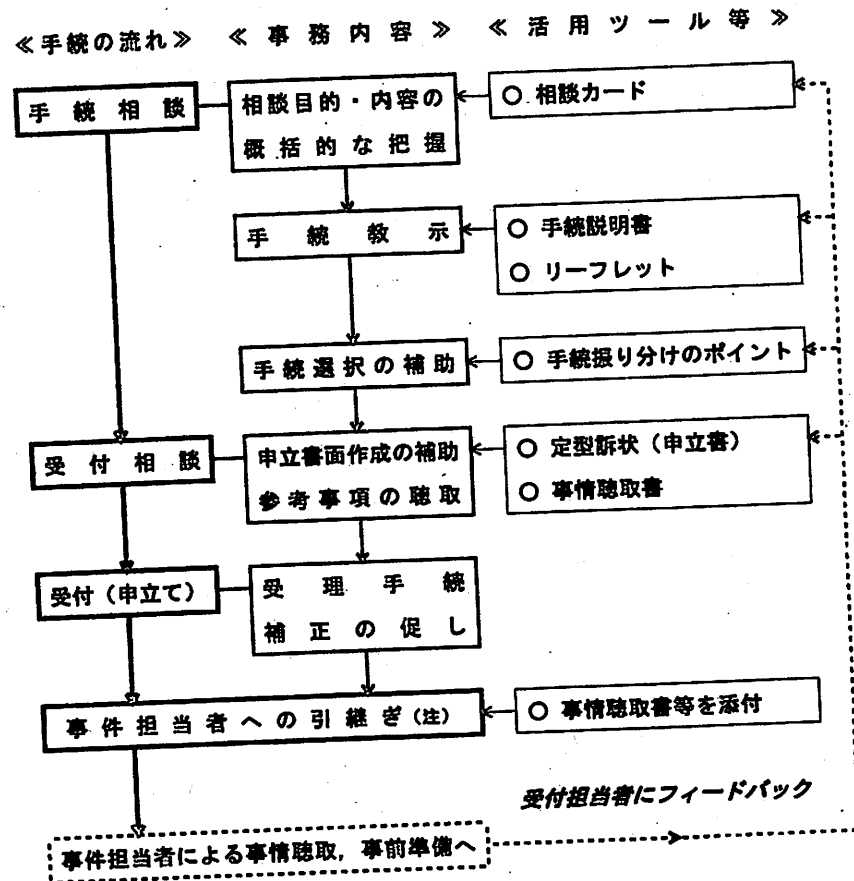 ≪手続の流れ≫ ≪事務内容≫ ≪活用ツール等≫
手続相談
相談目的・内容の
概括的な把握
○ 相談カード
手続教示
○ 手続説明書
○ リーフレット
手続選択の補助
○ 手続振り分けのポイント
受付相談
申立書面作成の補助
参考事項の聴取
○ 定型訴状（申立書）
○ 事情聴取書
受付（申立て）
受理手続
補正の促し
事件担当者への引継ぎ（注）
○ 事情聴取書等を添付
受付担当者にフィードバック
事件担当者による事情聴取，事前準備へ